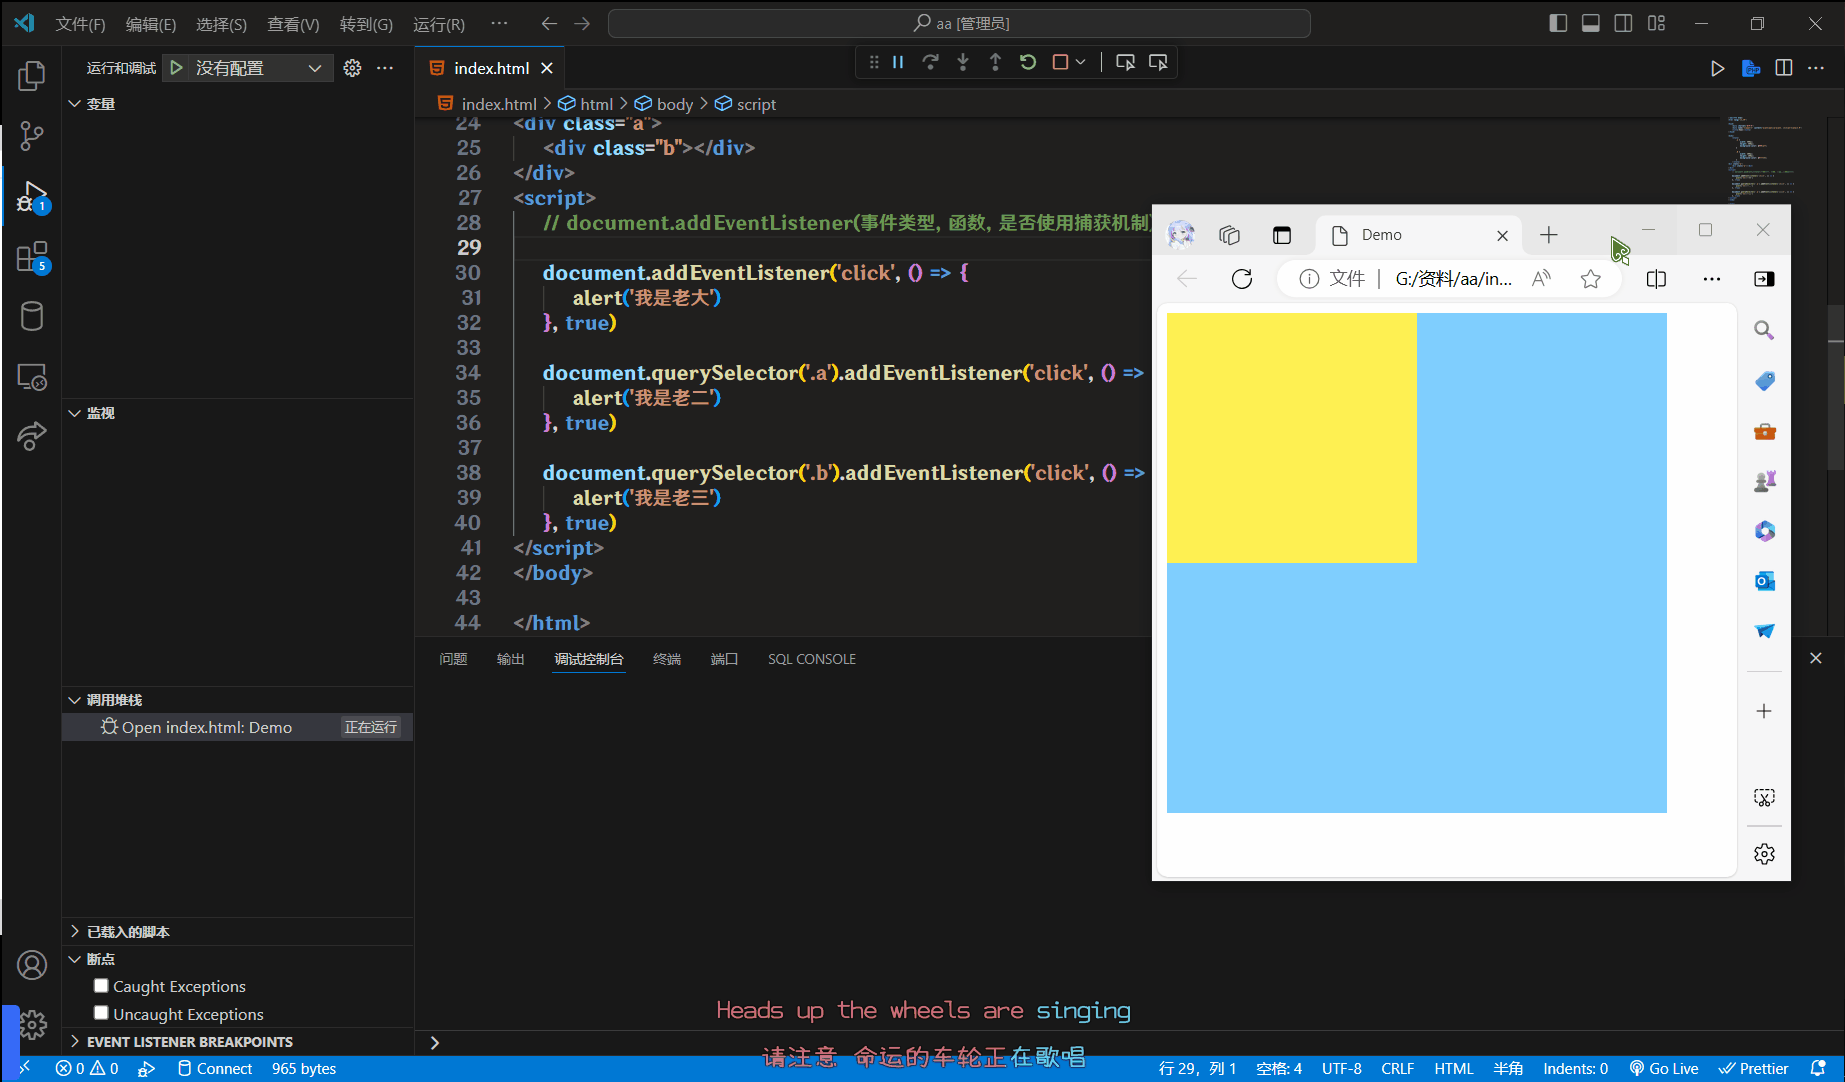 文件(F) 编辑(E) 选择(S) 查看(V) 转到(G) 运行(R) ··· aa [管理员]
运行和调试 没有配置 ···
index.html
index.html > html > body > script
变量
24 <div class="a">
25 <div class="b"></div>
26 </div>
27 <script>
28 // document.addEventListener(事件类型, 函数, 是否使用捕获机制)
29
30 document.addEventListener('click', () => {
31 alert('我是老大')
32 }, true)
33
34 document.querySelector('.a').addEventListener('click', () =>
35 alert('我是老二')
36 }, true)
37
38 document.querySelector('.b').addEventListener('click', () =>
39 alert('我是老三')
40 }, true)
41 </script>
42 </body>
43
44 </html>
Demo
文件 | G:/资料/aa/in...
1
5
监视
问题 输出 调试控制台 终端 端口 SQL CONSOLE
调用堆栈
Open index.html: Demo 正在运行
已载入的脚本
断点
Caught Exceptions
Uncaught Exceptions
EVENT LISTENER BREAKPOINTS
Heads up the wheels are singing
请注意 命运的车轮正在歌唱
0 0 Connect 965 bytes 行 29，列 1 空格: 4 UTF-8 CRLF HTML 半角 Indents: 0 Go Live Prettier